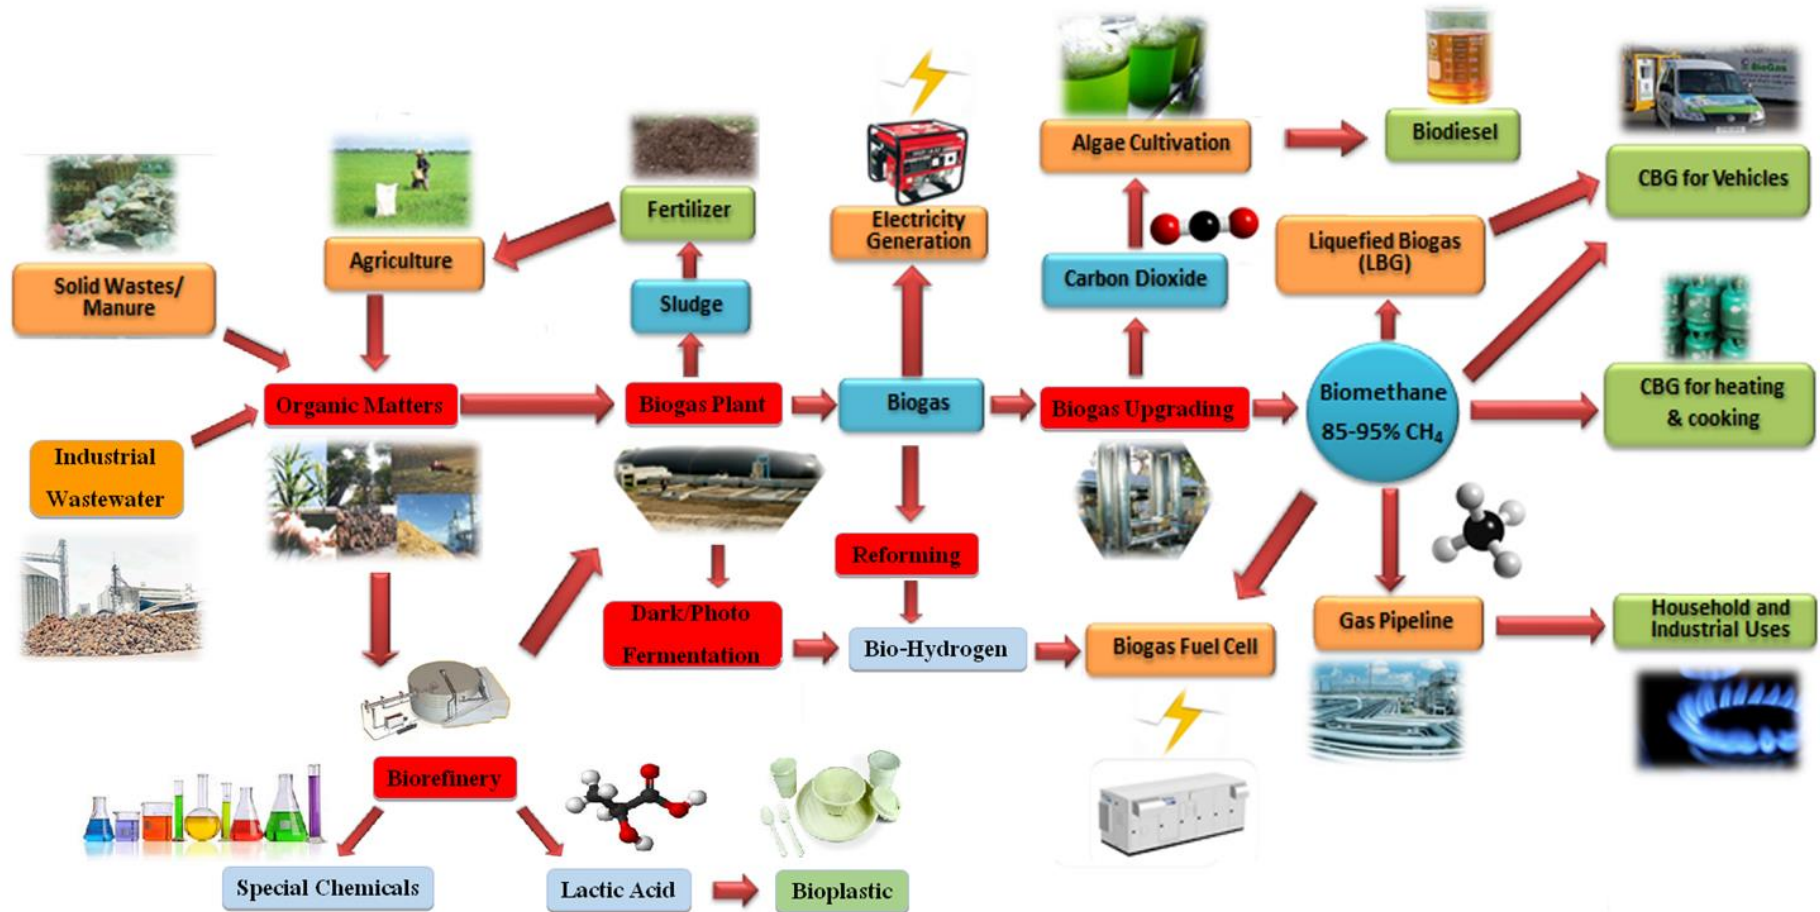 Algae Cultivation
Biodiesel
BioGas
CBG for Vehicles
Fertilizer
Electricity
Generation
Agriculture
Liquefied Biogas
(LBG)
Solid Wastes/
Manure
Sludge
Carbon Dioxide
Organic Matters
Biogas Plant
Biogas
Biogas Upgrading
Biomethane
85-95% CH₄
CBG for heating
& cooking
Industrial
Wastewater
Reforming
Dark/Photo
Fermentation
Bio-Hydrogen
Biogas Fuel Cell
Gas Pipeline
Household and
Industrial Uses
Biorefinery
Special Chemicals
Lactic Acid
Bioplastic